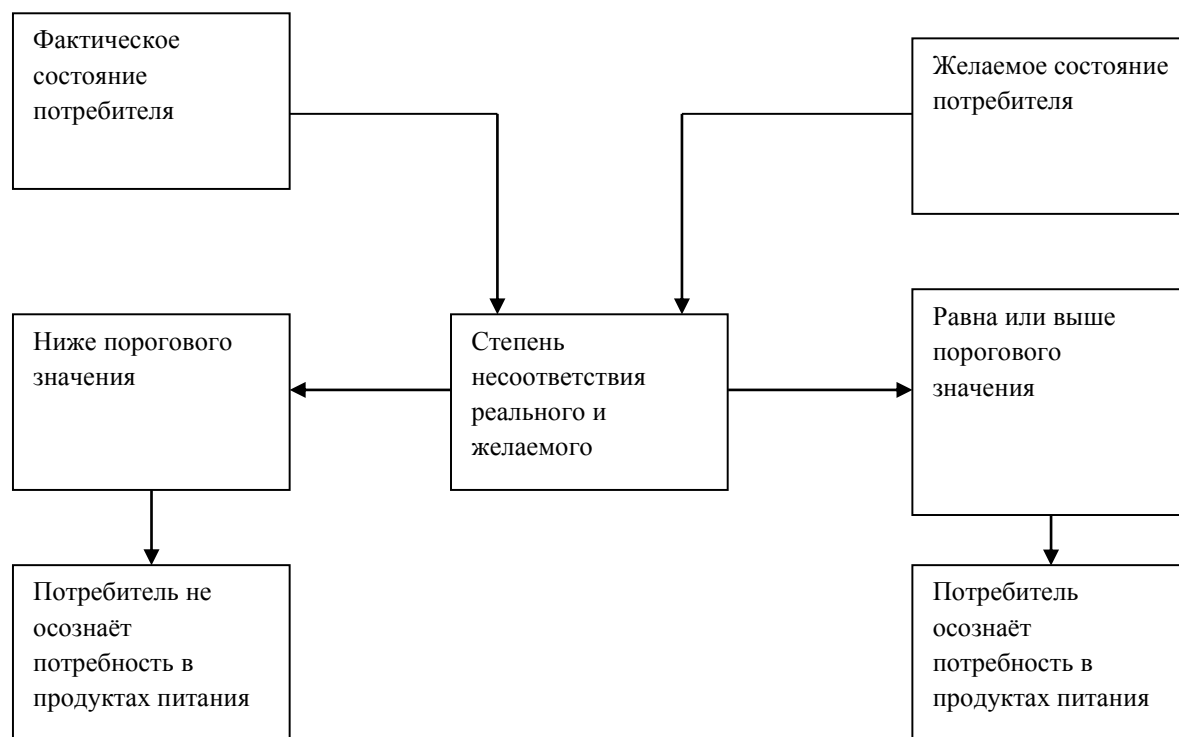 Фактическое
состояние
потребителя
Желаемое состояние
потребителя
Ниже порогового
значения
Степень
несоответствия
реального и
желаемого
Равна или выше
порогового
значения
Потребитель не
осознаёт
потребность в
продуктах питания
Потребитель
осознаёт
потребность в
продуктах питания